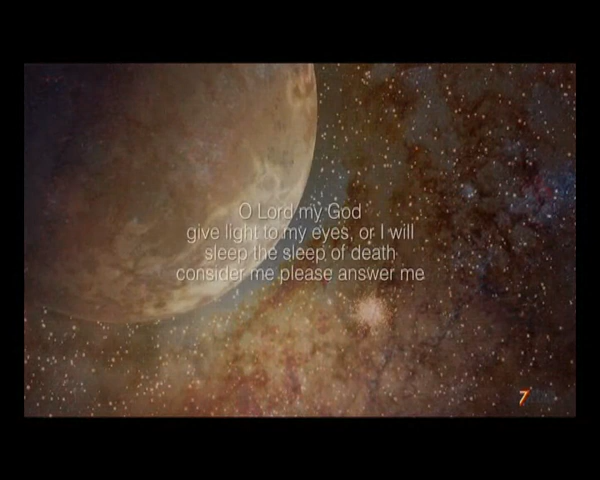 O Lord my God
give light to my eyes, or I will
sleep the sleep of death
consider me please answer me
7